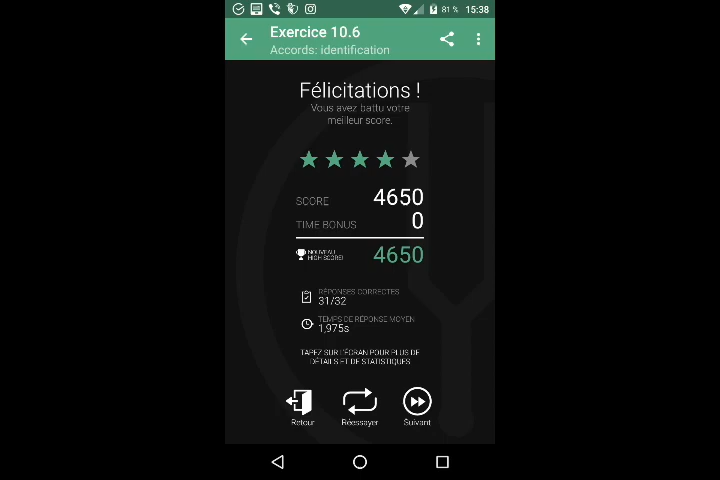 81 % 15:38
Exercice 10.6
Accords: identification
Félicitations !
Vous avez battu votre
meilleur score.
SCORE 4650
TIME BONUS 0
NOUVEAU
HIGH SCORE! 4650
RÉPONSES CORRECTES
31/32
TEMPS DE RÉPONSE MOYEN
1,975s
TAPEZ SUR L'ÉCRAN POUR PLUS DE
DÉTAILS ET DE STATISTIQUES
Retour Réessayer Suivant